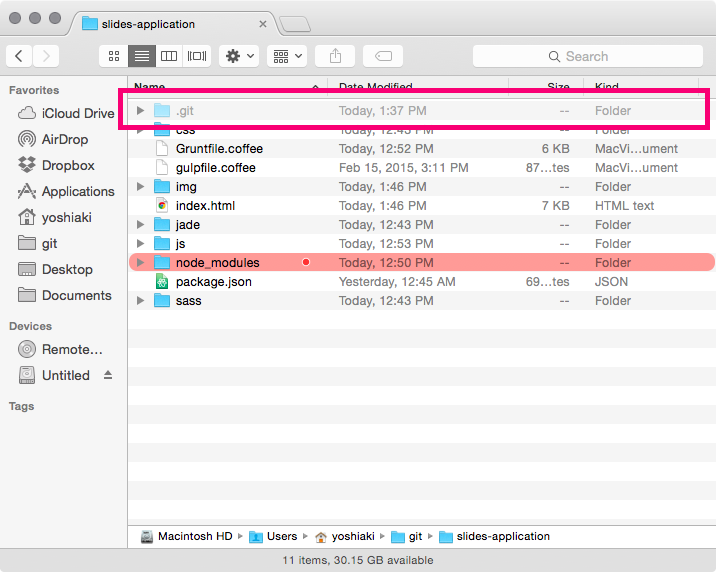 slides-application
Search
Favorites
iCloud Drive
AirDrop
Dropbox
Applications
yoshiaki
git
Desktop
Documents
Devices
Remote...
Untitled
Tags
Name Date Modified Size Kind
.git Today, 1:37 PM -- Folder
css Today, 12:43 PM -- Folder
Gruntfile.coffee Today, 12:52 PM 6 KB MacVi...ument
gulpfile.coffee Feb 15, 2015, 3:11 PM 87...tes MacVi...ument
img Today, 1:46 PM -- Folder
index.html Today, 1:46 PM 7 KB HTML text
jade Today, 12:43 PM -- Folder
js Today, 12:53 PM -- Folder
node_modules Today, 12:50 PM -- Folder
package.json Yesterday, 12:45 AM 69...tes JSON
sass Today, 12:43 PM -- Folder
Macintosh HD ▸ Users ▸ yoshiaki ▸ git ▸ slides-application
11 items, 30.15 GB available